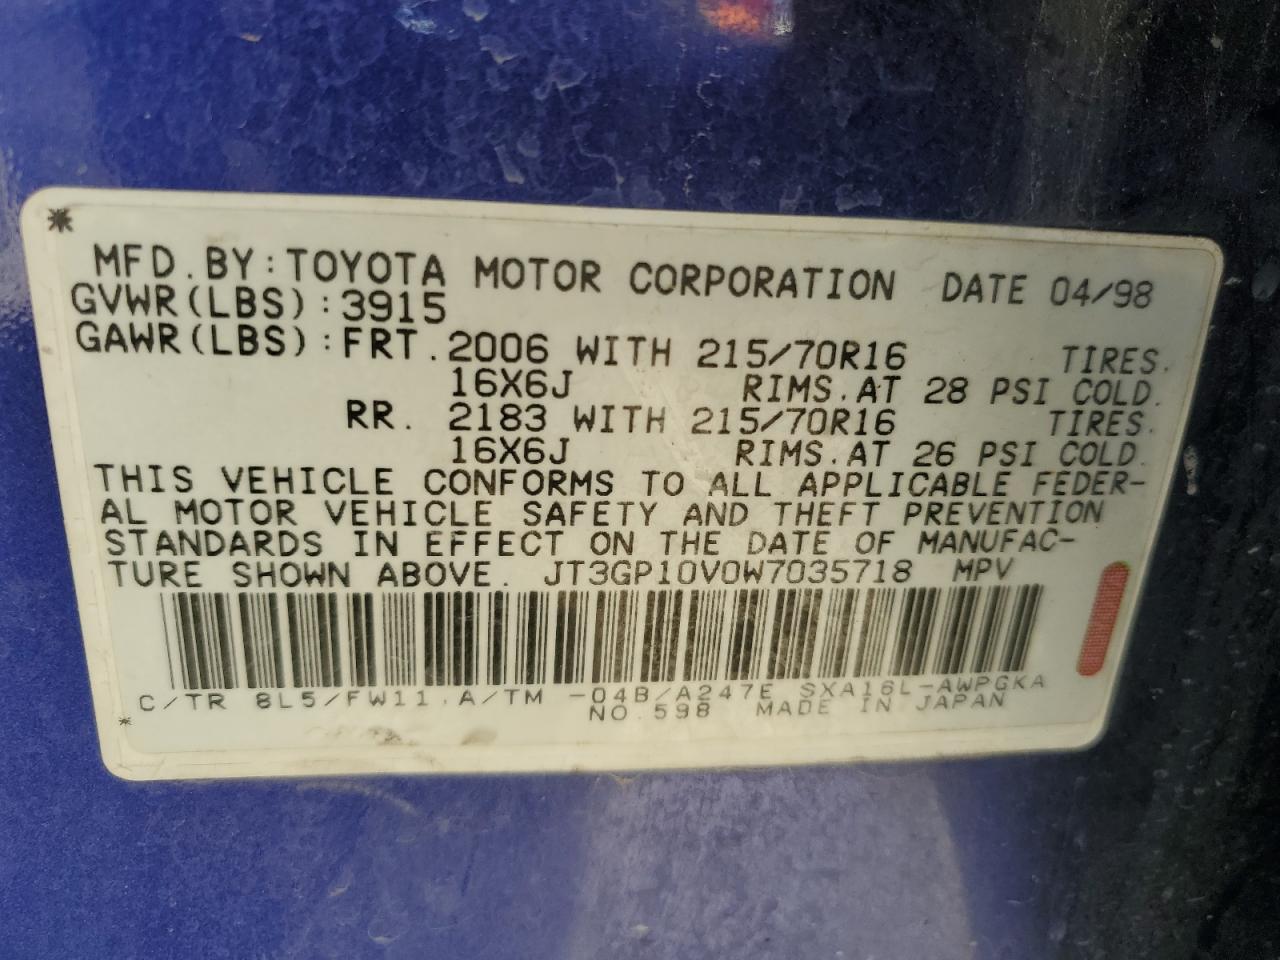 MFD.BY:TOYOTA MOTOR CORPORATION DATE 04/98
GVWR(LBS):3915
GAWR(LBS):FRT.2006 WITH 215/70R16 TIRES.
16X6J RIMS.AT 28 PSI COLD.
RR. 2183 WITH 215/70R16 TIRES.
16X6J RIMS.AT 26 PSI COLD.
THIS VEHICLE CONFORMS TO ALL APPLICABLE FEDER-
AL MOTOR VEHICLE SAFETY AND THEFT PREVENTION
STANDARDS IN EFFECT ON THE DATE OF MANUFAC-
TURE SHOWN ABOVE. JT3GP10V0W7035718 MPV
C/TR 8L5/FW11.A/TM -04B/A247E SXA16L-AWPGKA
NO.598 MADE IN JAPAN